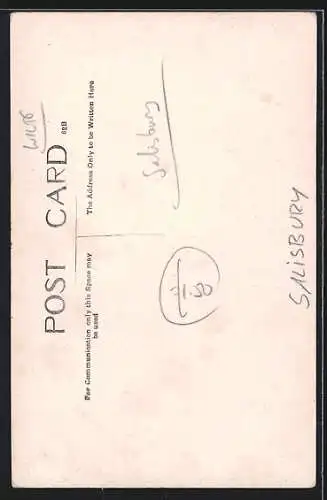 POST CARD
For Communication only this Space may
be used
The Address Only to be Written Here
WILTS
Salisbury
SALISBURY